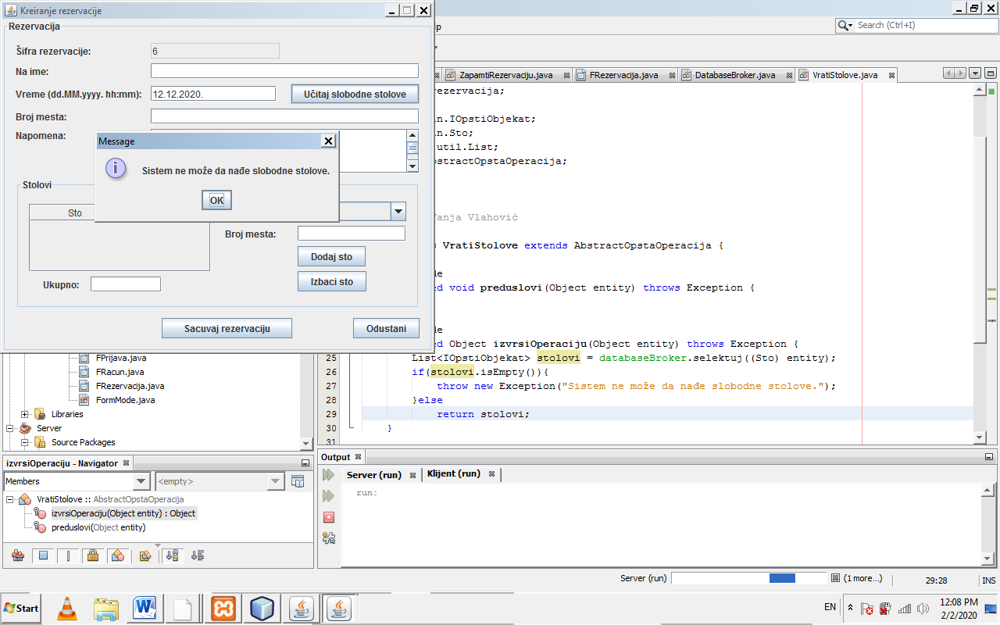 Kreiranje rezervacije
Rezervacija
Šifra rezervacije: 6
Na ime:
Vreme (dd.MM.yyyy. hh:mm): 12.12.2020. Učitaj slobodne stolove
Broj mesta:
Napomena:
Message
Sistem ne može da nađe slobodne stolove.
OK
Stolovi
Sto
Broj mesta:
Dodaj sto
Izbaci sto
Ukupno:
Sacuvaj rezervaciju Odustani
Search (Ctrl+I)
ZapamtiRezervaciju.java FRezervacija.java DatabaseBroker.java VratiStolove.java
ezervacija;
n.IOpstiObjekat;
n.Sto;
util.List;
bstractOpstaOperacija;
anja Vlahović
VratiStolove extends AbstractOpstaOperacija {
de
ed void preduslovi(Object entity) throws Exception {
de
ed Object izvrsiOperaciju(Object entity) throws Exception {
25 List<IOpstiObjekat> stolovi = databaseBroker.selektuj((Sto) entity);
26 if(stolovi.isEmpty()){
27 throw new Exception("Sistem ne može da nađe slobodne stolove.");
28 }else
29 return stolovi;
30 }
31
FPrijava.java
FRacun.java
FRezervacija.java
FormMode.java
Libraries
Server
Source Packages
izvrsiOperaciju - Navigator
Members <empty>
VratiStolove :: AbstractOpstaOperacija
izvrsiOperaciju(Object entity) : Object
preduslovi(Object entity)
Output
Server (run) Klijent (run)
run:
Server (run) (1 more...) 29:28 INS
Start EN 12:08 PM
2/2/2020